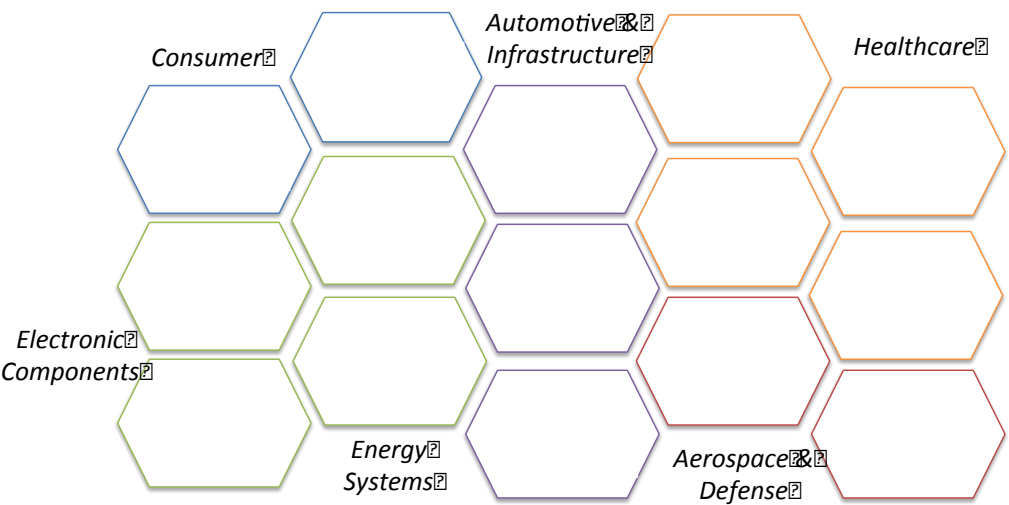 Consumer
Automotive &
Infrastructure
Healthcare
Electronic
Components
Energy
Systems
Aerospace &
Defense